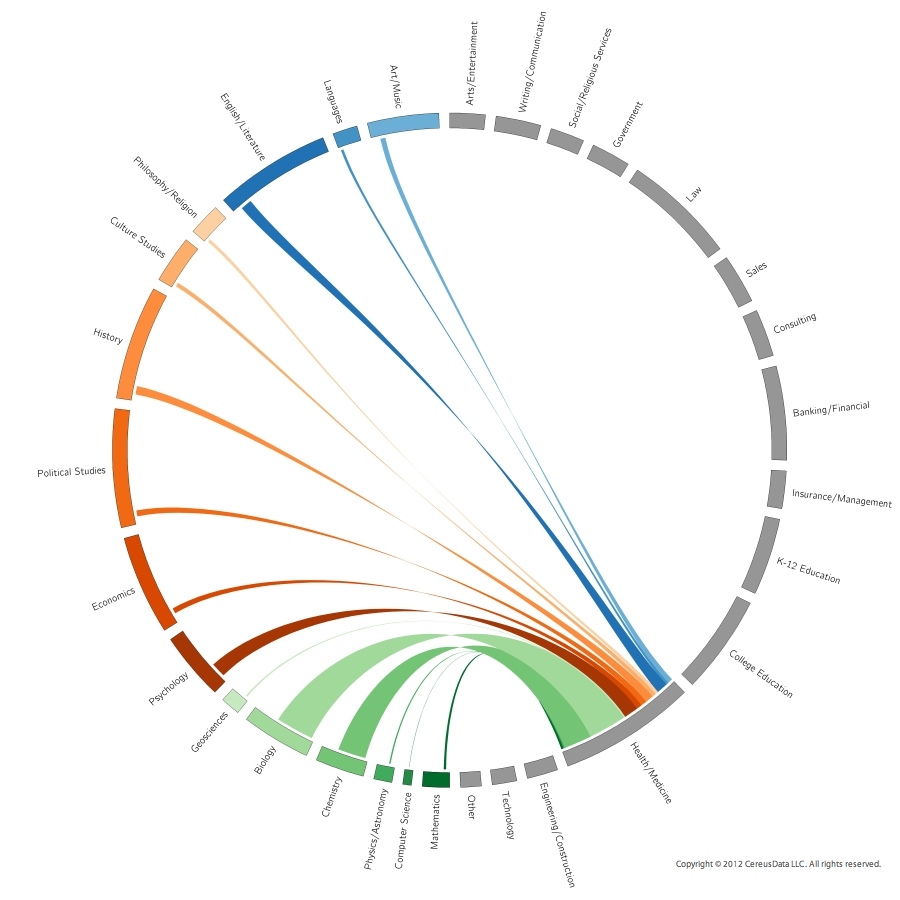 Arts/Entertainment
Writing/Communication
Social/Religious Services
Government
Law
Sales
Consulting
Banking/Financial
Insurance/Management
K-12 Education
College Education
Health/Medicine
Engineering/Construction
Technology
Other
Mathematics
Computer Science
Physics/Astronomy
Chemistry
Biology
Geosciences
Psychology
Economics
Political Studies
History
Culture Studies
Philosophy/Religion
English/Literature
Languages
Art/Music
Copyright © 2012 CereusData LLC. All rights reserved.